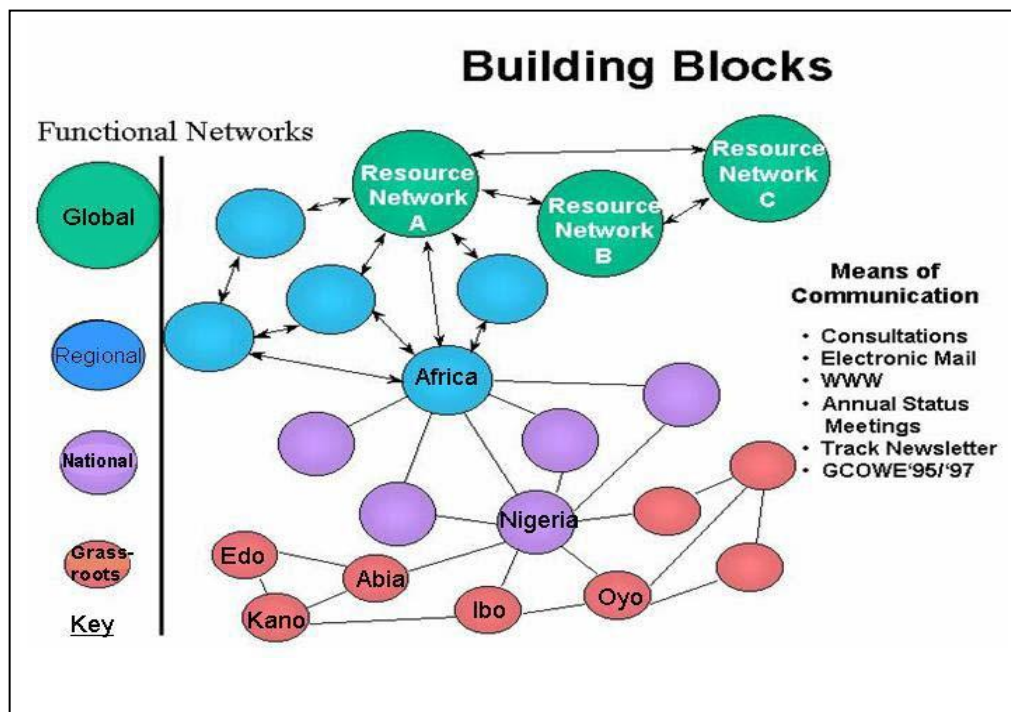 Building Blocks
Functional Networks
Global
Regional
National
Grass-
roots
Key
Resource
Network
A
Resource
Network
B
Resource
Network
C
Africa
Nigeria
Edo
Abia
Kano
Ibo
Oyo
Means of
Communication
• Consultations
• Electronic Mail
• WWW
• Annual Status
Meetings
• Track Newsletter
• GCOWE‘95/‘97